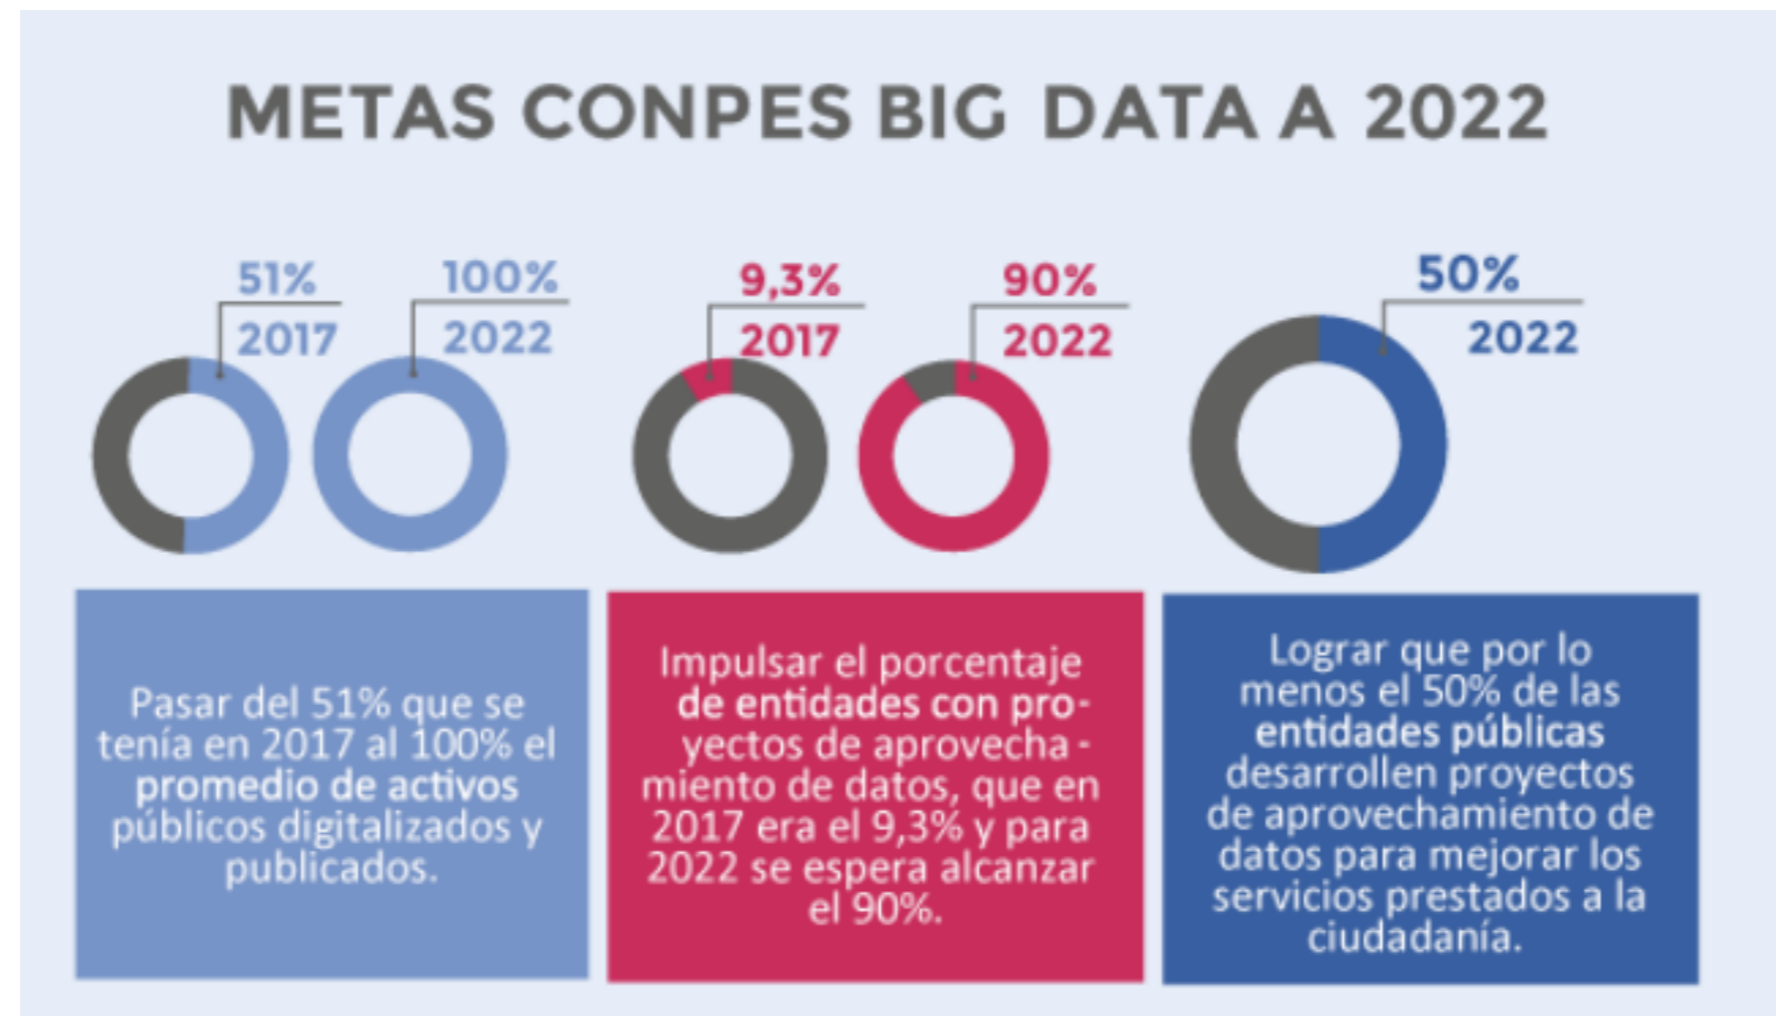 METAS CONPES BIG DATA A 2022
51%
2017
100%
2022
9,3%
2017
90%
2022
50%
2022
Pasar del 51% que se
tenía en 2017 al 100% el
promedio de activos
públicos digitalizados y
publicados.
Impulsar el porcentaje
de entidades con pro-
yectos de aprovecha -
miento de datos, que en
2017 era el 9,3% y para
2022 se espera alcanzar
el 90%.
Lograr que por lo
menos el 50% de las
entidades públicas
desarrollen proyectos
de aprovechamiento de
datos para mejorar los
servicios prestados a la
ciudadanía.